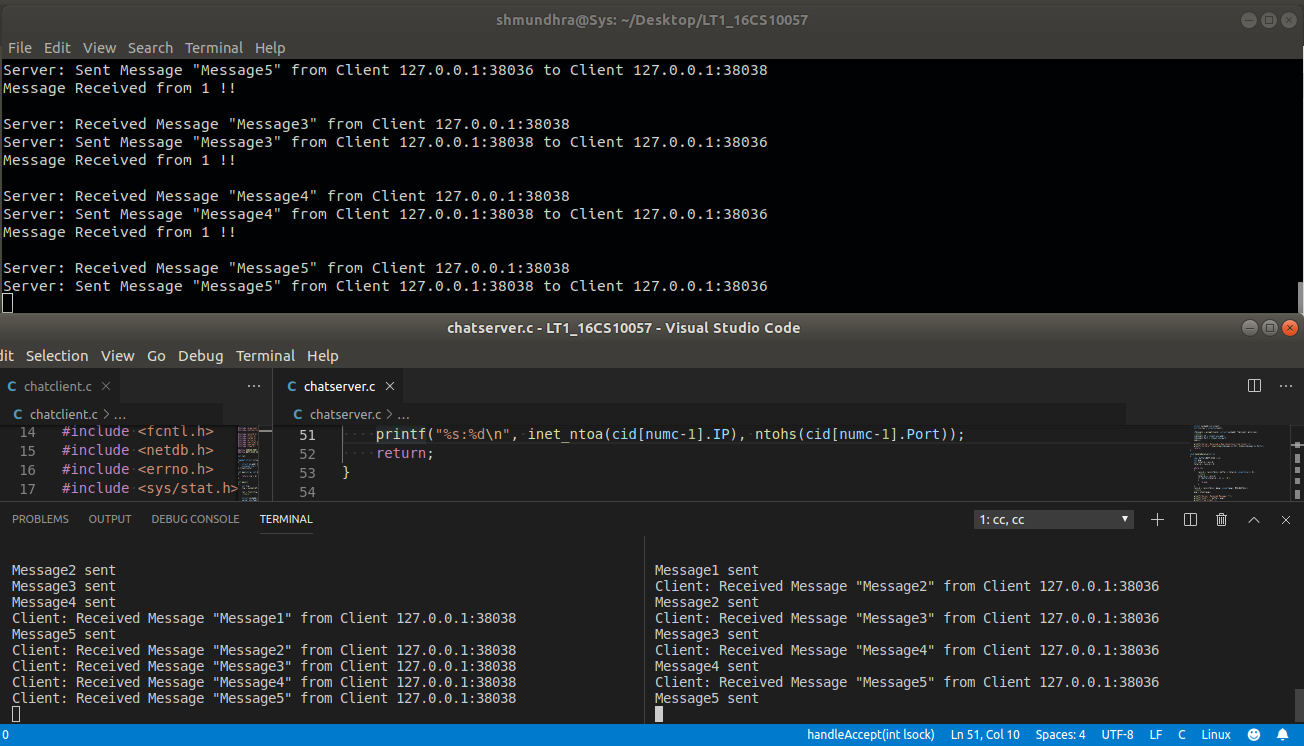 shmundhra@Sys: ~/Desktop/LT1_16CS10057
File Edit View Search Terminal Help
Server: Sent Message "Message5" from Client 127.0.0.1:38036 to Client 127.0.0.1:38038
Message Received from 1 !!
Server: Received Message "Message3" from Client 127.0.0.1:38038
Server: Sent Message "Message3" from Client 127.0.0.1:38038 to Client 127.0.0.1:38036
Message Received from 1 !!
Server: Received Message "Message4" from Client 127.0.0.1:38038
Server: Sent Message "Message4" from Client 127.0.0.1:38038 to Client 127.0.0.1:38036
Message Received from 1 !!
Server: Received Message "Message5" from Client 127.0.0.1:38038
Server: Sent Message "Message5" from Client 127.0.0.1:38038 to Client 127.0.0.1:38036
chatserver.c - LT1_16CS10057 - Visual Studio Code
dit Selection View Go Debug Terminal Help
C chatclient.c × ···
C chatclient.c > ...
14 #include <fcntl.h>
15 #include <netdb.h>
16 #include <errno.h>
17 #include <sys/stat.h>
C chatserver.c × ···
C chatserver.c > ...
51 printf("%s:%d\n", inet_ntoa(cid[numc-1].IP), ntohs(cid[numc-1].Port));
52 return;
53 }
54
PROBLEMS OUTPUT DEBUG CONSOLE TERMINAL 1: cc, cc
Message2 sent
Message3 sent
Message4 sent
Client: Received Message "Message1" from Client 127.0.0.1:38038
Message5 sent
Client: Received Message "Message2" from Client 127.0.0.1:38038
Client: Received Message "Message3" from Client 127.0.0.1:38038
Client: Received Message "Message4" from Client 127.0.0.1:38038
Client: Received Message "Message5" from Client 127.0.0.1:38038
Message1 sent
Client: Received Message "Message2" from Client 127.0.0.1:38036
Message2 sent
Client: Received Message "Message3" from Client 127.0.0.1:38036
Message3 sent
Client: Received Message "Message4" from Client 127.0.0.1:38036
Message4 sent
Client: Received Message "Message5" from Client 127.0.0.1:38036
Message5 sent
0 handleAccept(int lsock) Ln 51, Col 10 Spaces: 4 UTF-8 LF C Linux